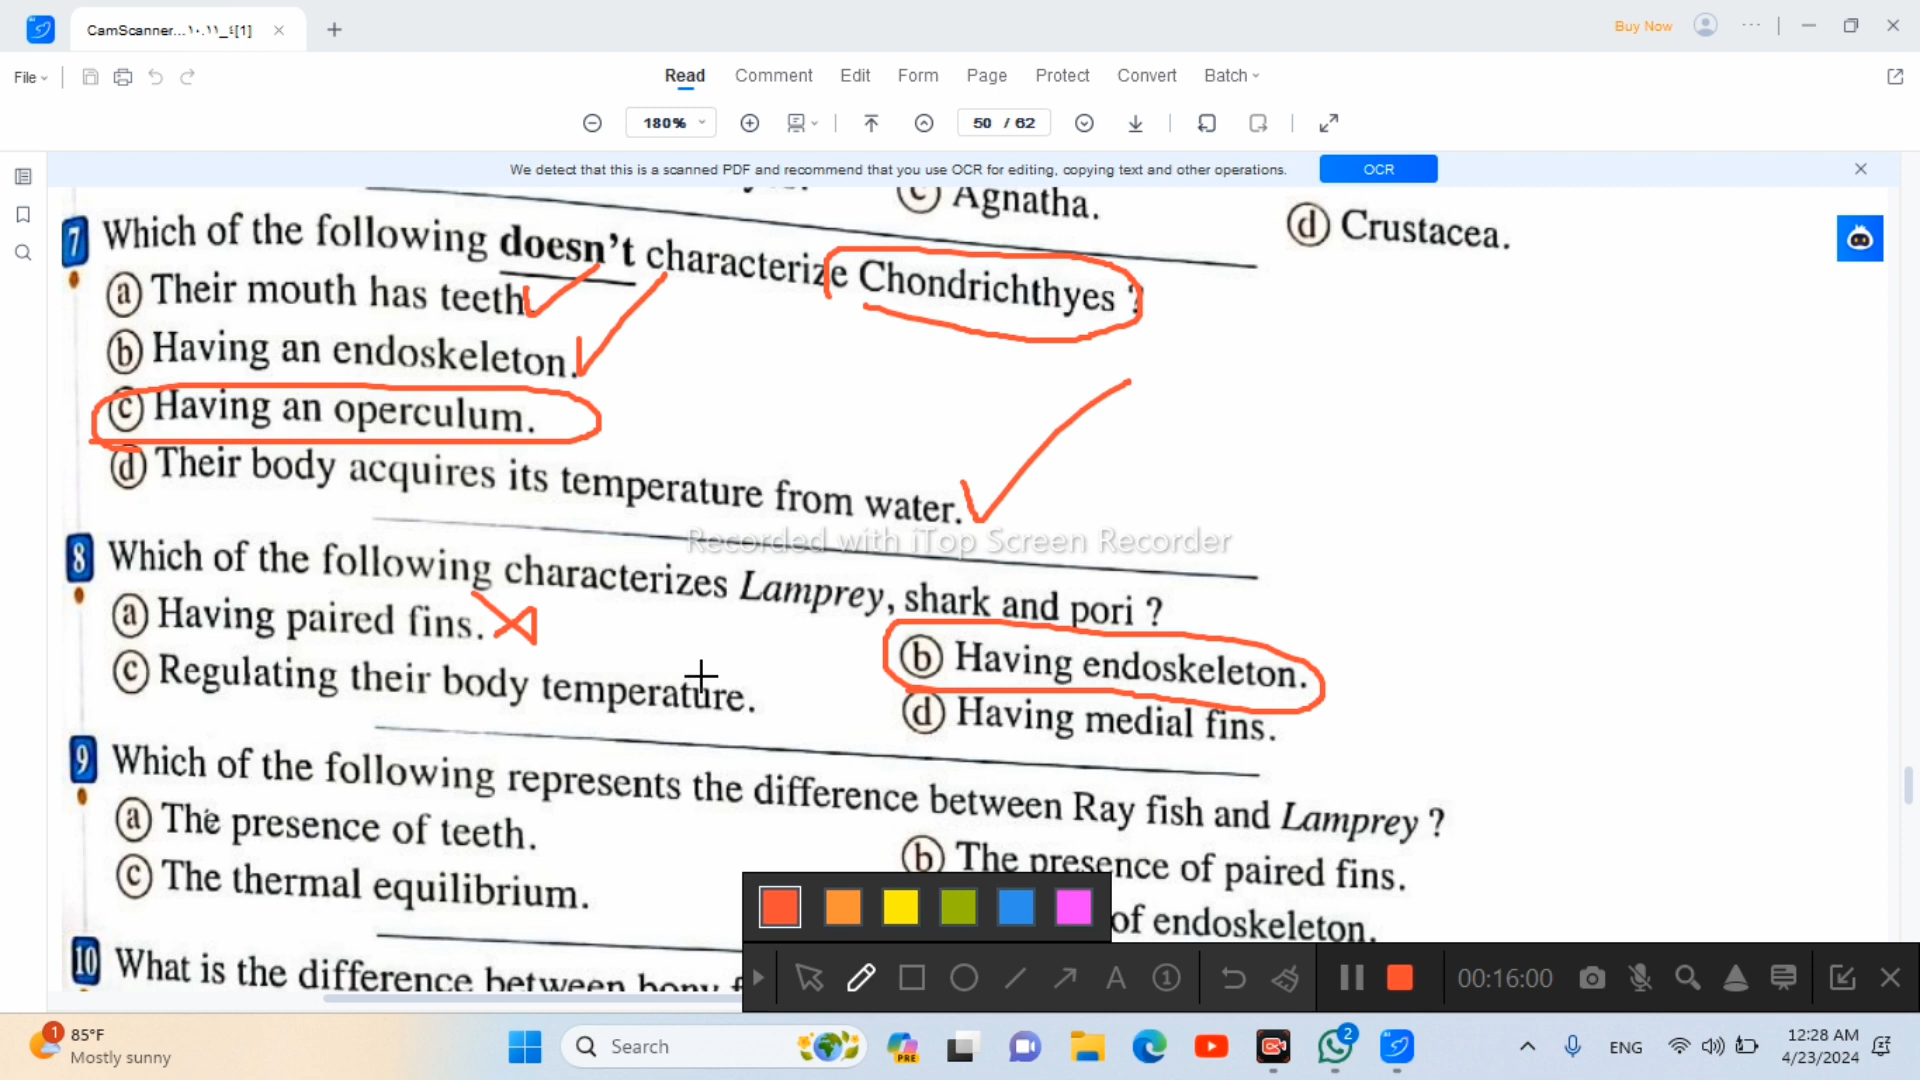 CamScanner...١٠.١١_٤[1]
Buy Now
File
Read Comment Edit Form Page Protect Convert Batch
180%
50 / 62
We detect that this is a scanned PDF and recommend that you use OCR for editing, copying text and other operations.
OCR
c Agnatha.
d Crustacea.
7 Which of the following doesn't characterize Chondrichthyes ?
a Their mouth has teeth.
b Having an endoskeleton.
c Having an operculum.
d Their body acquires its temperature from water.
Recorded with iTop Screen Recorder
8 Which of the following characterizes Lamprey, shark and pori ?
a Having paired fins.
b Having endoskeleton.
c Regulating their body temperature.
d Having medial fins.
9 Which of the following represents the difference between Ray fish and Lamprey ?
a The presence of teeth.
b The presence of paired fins.
c The thermal equilibrium.
of endoskeleton.
10 What is the difference between bony
00:16:00
1
85°F
Mostly sunny
Search
PRE
2
ENG
12:28 AM
4/23/2024